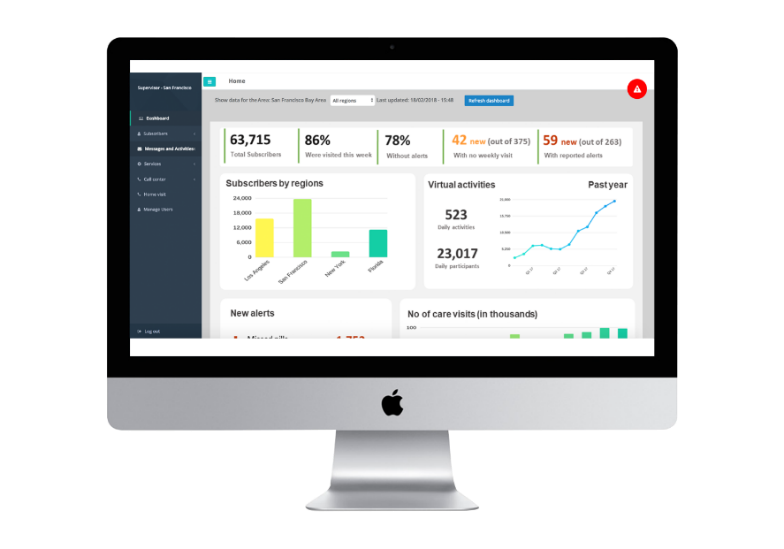 Supervisor - San Francisco
Home
Show data for the Area: San Francisco Bay Area
All regions
Last updated: 10/02/2018 - 15:48
Refresh dashboard
Dashboard
Subscribers
Messages and Activities
Services
Call center
Home visit
Manage Users
Log out
63,715
Total Subscribers
86%
Were visited this week
78%
Without alerts
42 new (out of 375)
With no weekly visit
59 new (out of 263)
With reported alerts
Subscribers by regions
24,000
18,000
12,000
6,000
0
Los Angeles
San Francisco
New York
Florida
Virtual activities
Past year
523
Daily activities
23,017
Daily participants
0
New alerts
Missed pills
1,753
No of care visits (in thousands)
100